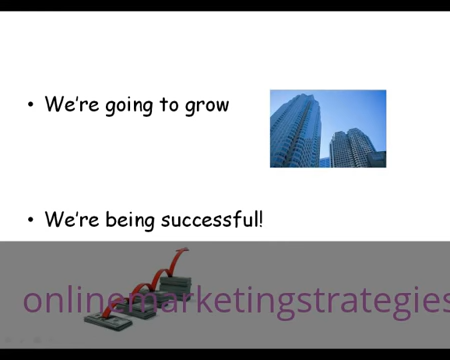 • We're going to grow
• We're being successful!
onlinemarketingstrategies